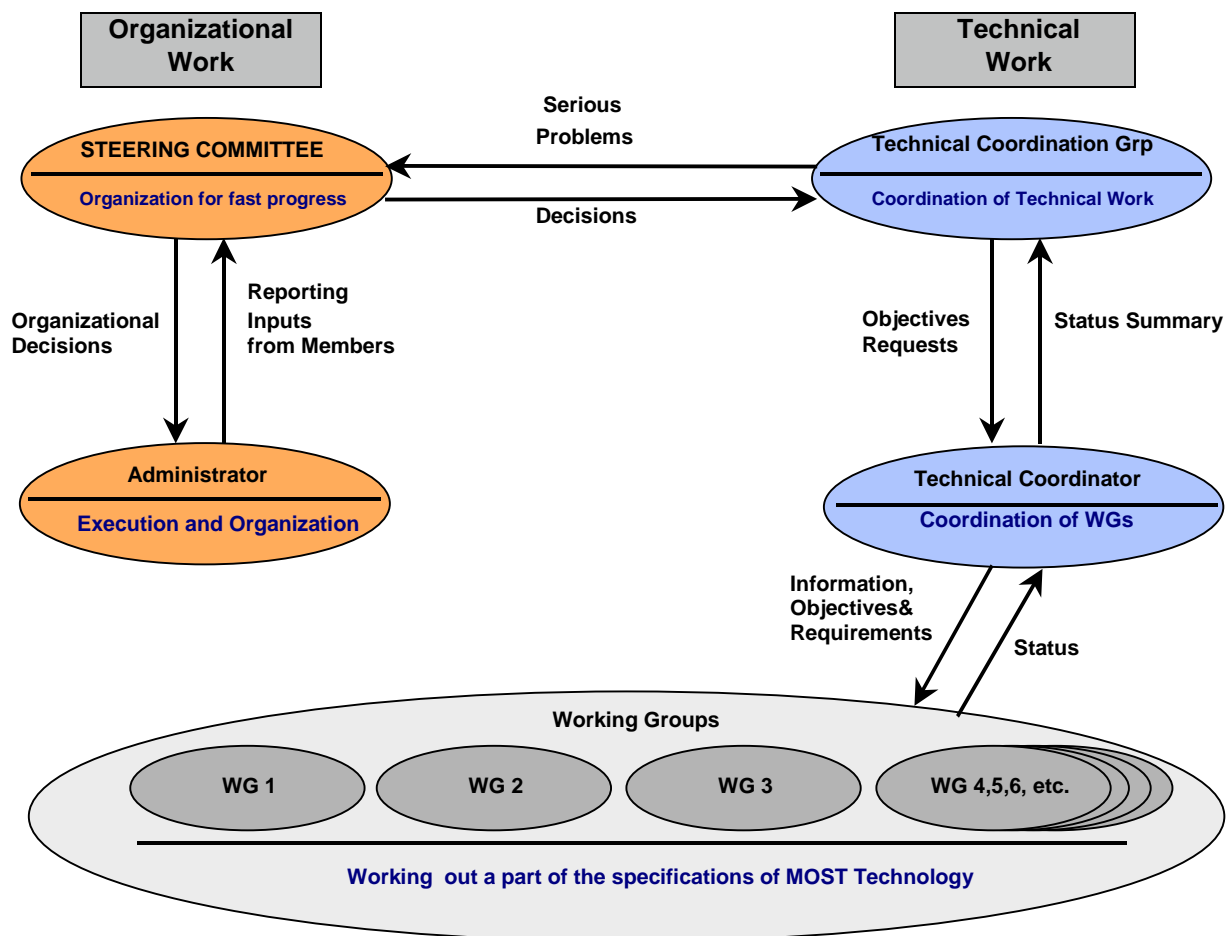 Organizational
Work
Technical
Work
Serious
Problems
STEERING COMMITTEE
Organization for fast progress
Technical Coordination Grp
Coordination of Technical Work
Decisions
Organizational
Decisions
Reporting
Inputs
from Members
Objectives
Requests
Status Summary
Administrator
Execution and Organization
Technical Coordinator
Coordination of WGs
Information,
Objectives&
Requirements
Status
Working Groups
WG 1
WG 2
WG 3
WG 4,5,6, etc.
Working out a part of the specifications of MOST Technology